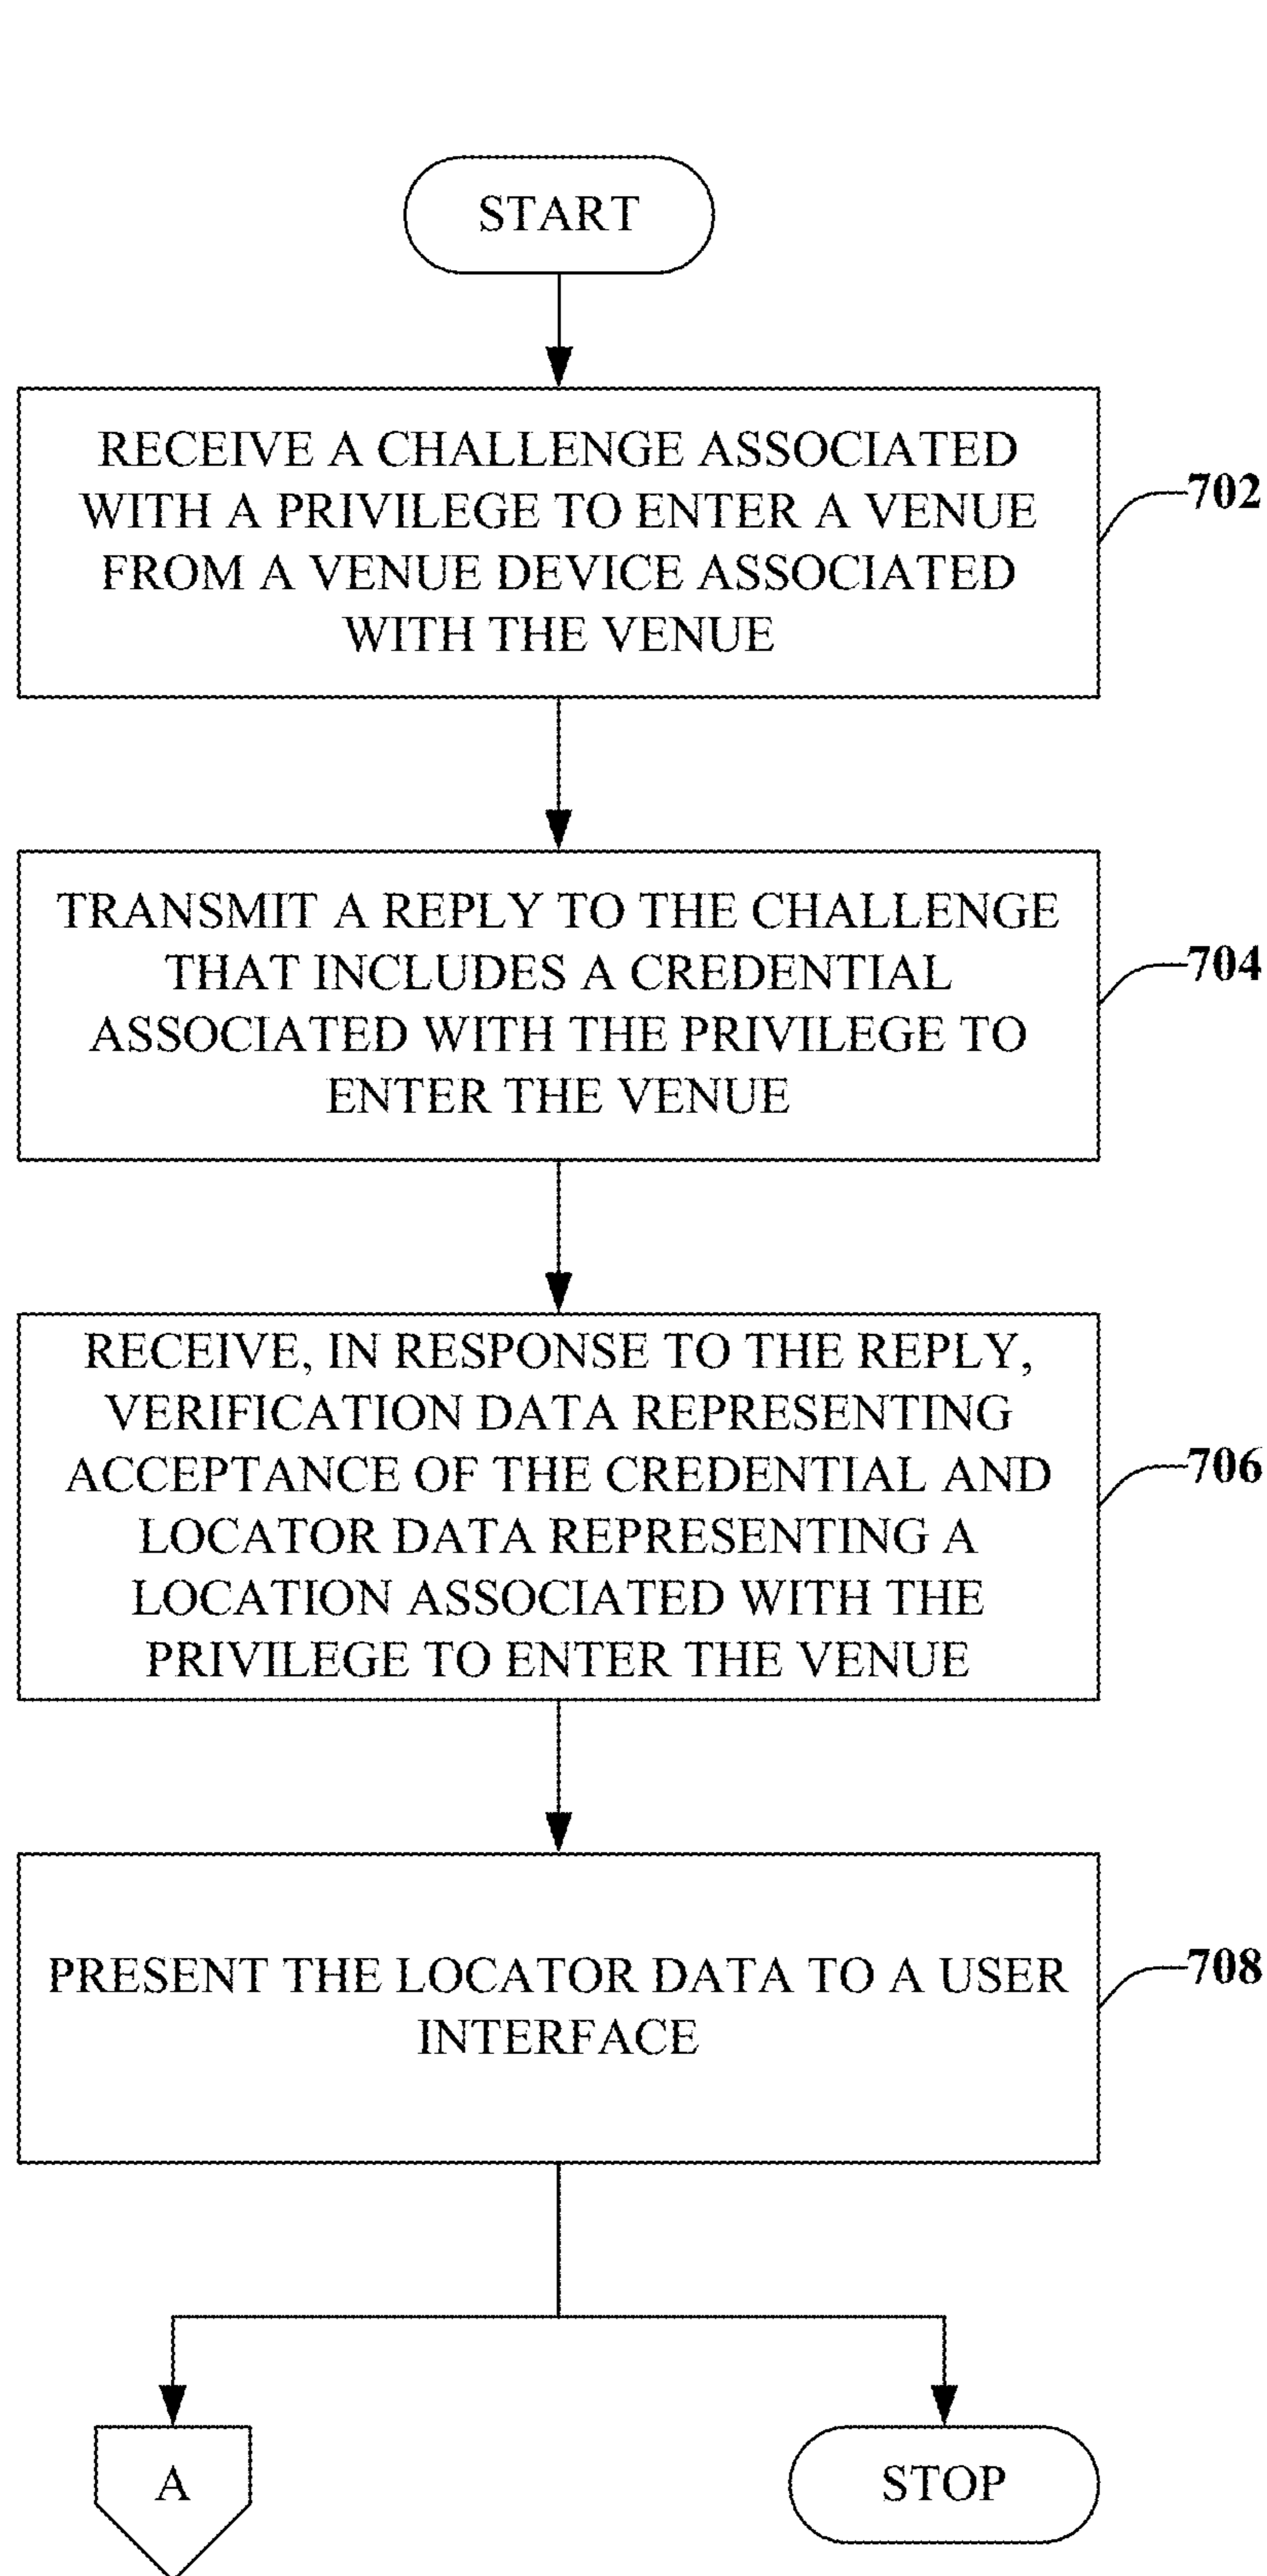 START
RECEIVE A CHALLENGE ASSOCIATED
WITH A PRIVILEGE TO ENTER A VENUE
FROM A VENUE DEVICE ASSOCIATED
WITH THE VENUE
702
TRANSMIT A REPLY TO THE CHALLENGE
THAT INCLUDES A CREDENTIAL
ASSOCIATED WITH THE PRIVILEGE TO
ENTER THE VENUE
704
RECEIVE, IN RESPONSE TO THE REPLY,
VERIFICATION DATA REPRESENTING
ACCEPTANCE OF THE CREDENTIAL AND
LOCATOR DATA REPRESENTING A
LOCATION ASSOCIATED WITH THE
PRIVILEGE TO ENTER THE VENUE
706
PRESENT THE LOCATOR DATA TO A USER
INTERFACE
708
A
STOP